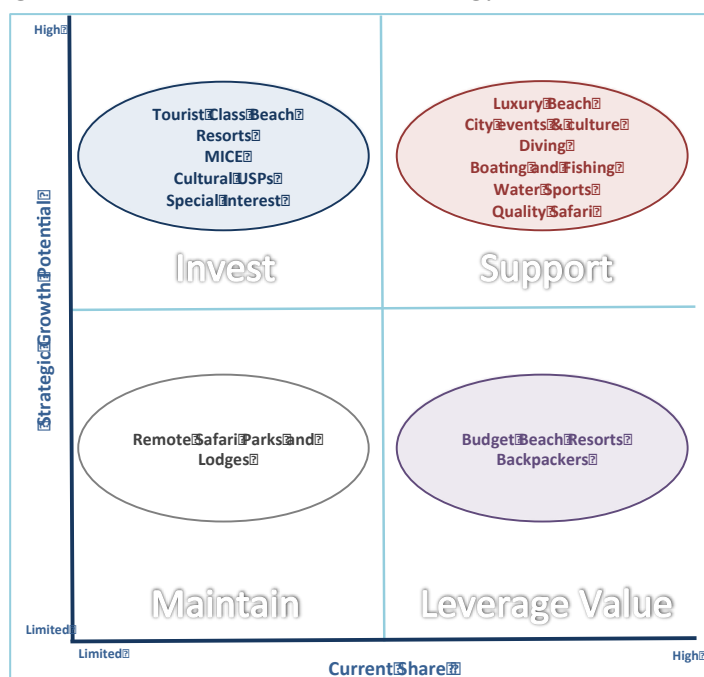 High
Tourist Class Beach
Resorts
MICE
Cultural USPs
Special Interest
Invest
Luxury Beach
City events & culture
Diving
Boating and Fishing
Water Sports
Quality Safari
Support
Strategic Growth Potential
Remote Safari Parks and
Lodges
Maintain
Budget Beach Resorts
Backpackers
Leverage Value
Limited
Limited
Current Share
High